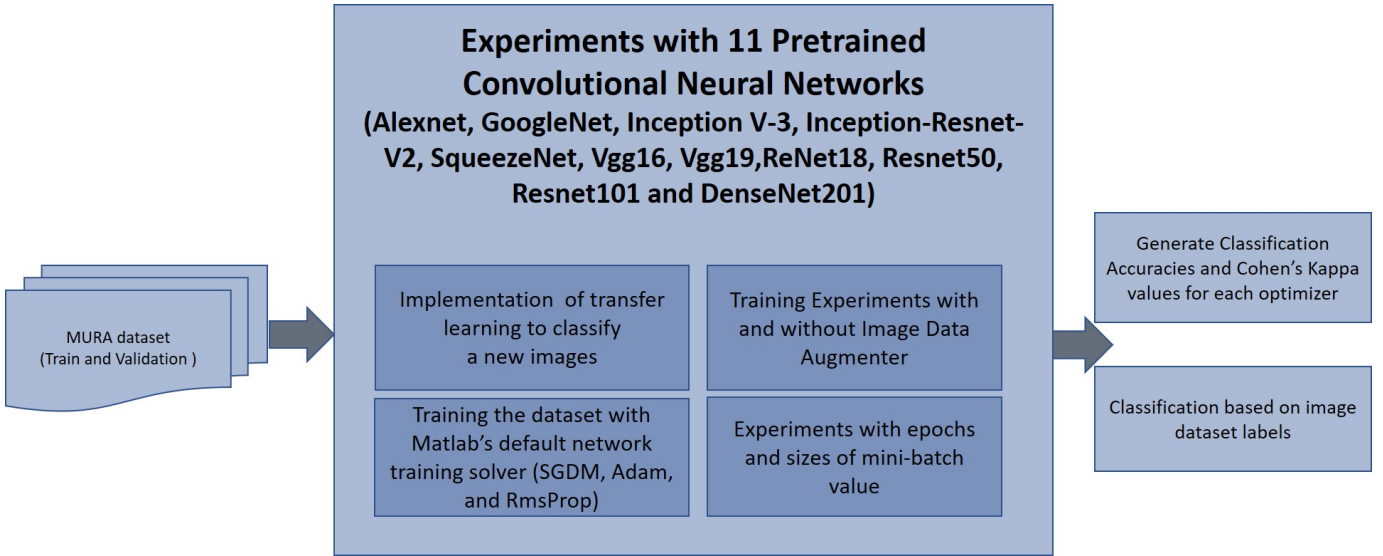 Experiments with 11 Pretrained
Convolutional Neural Networks
(Alexnet, GoogleNet, Inception V-3, Inception-Resnet-
V2, SqueezeNet, Vgg16, Vgg19,ReNet18, Resnet50,
Resnet101 and DenseNet201)
MURA dataset
(Train and Validation )
Implementation of transfer
learning to classify
a new images
Training Experiments with
and without Image Data
Augmenter
Training the dataset with
Matlab's default network
training solver (SGDM, Adam,
and RmsProp)
Experiments with epochs
and sizes of mini-batch
value
Generate Classification
Accuracies and Cohen's Kappa
values for each optimizer
Classification based on image
dataset labels